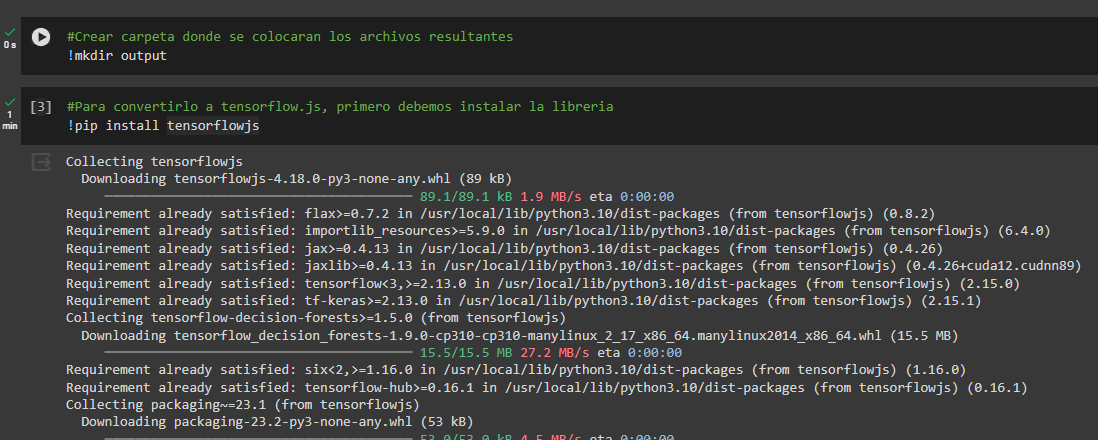 0 s
#Crear carpeta donde se colocaran los archivos resultantes
!mkdir output
1 min
[3]
#Para convertirlo a tensorflow.js, primero debemos instalar la libreria
!pip install tensorflowjs
Collecting tensorflowjs
Downloading tensorflowjs-4.18.0-py3-none-any.whl (89 kB)
89.1/89.1 kB 1.9 MB/s eta 0:00:00
Requirement already satisfied: flax>=0.7.2 in /usr/local/lib/python3.10/dist-packages (from tensorflowjs) (0.8.2)
Requirement already satisfied: importlib_resources>=5.9.0 in /usr/local/lib/python3.10/dist-packages (from tensorflowjs) (6.4.0)
Requirement already satisfied: jax>=0.4.13 in /usr/local/lib/python3.10/dist-packages (from tensorflowjs) (0.4.26)
Requirement already satisfied: jaxlib>=0.4.13 in /usr/local/lib/python3.10/dist-packages (from tensorflowjs) (0.4.26+cuda12.cudnn89)
Requirement already satisfied: tensorflow<3,>=2.13.0 in /usr/local/lib/python3.10/dist-packages (from tensorflowjs) (2.15.0)
Requirement already satisfied: tf-keras>=2.13.0 in /usr/local/lib/python3.10/dist-packages (from tensorflowjs) (2.15.1)
Collecting tensorflow-decision-forests>=1.5.0 (from tensorflowjs)
Downloading tensorflow_decision_forests-1.9.0-cp310-cp310-manylinux_2_17_x86_64.manylinux2014_x86_64.whl (15.5 MB)
15.5/15.5 MB 27.2 MB/s eta 0:00:00
Requirement already satisfied: six<2,>=1.16.0 in /usr/local/lib/python3.10/dist-packages (from tensorflowjs) (1.16.0)
Requirement already satisfied: tensorflow-hub>=0.16.1 in /usr/local/lib/python3.10/dist-packages (from tensorflowjs) (0.16.1)
Collecting packaging~=23.1 (from tensorflowjs)
Downloading packaging-23.2-py3-none-any.whl (53 kB)
53.0/53.0 kB 4.5 MB/s eta 0:00:00